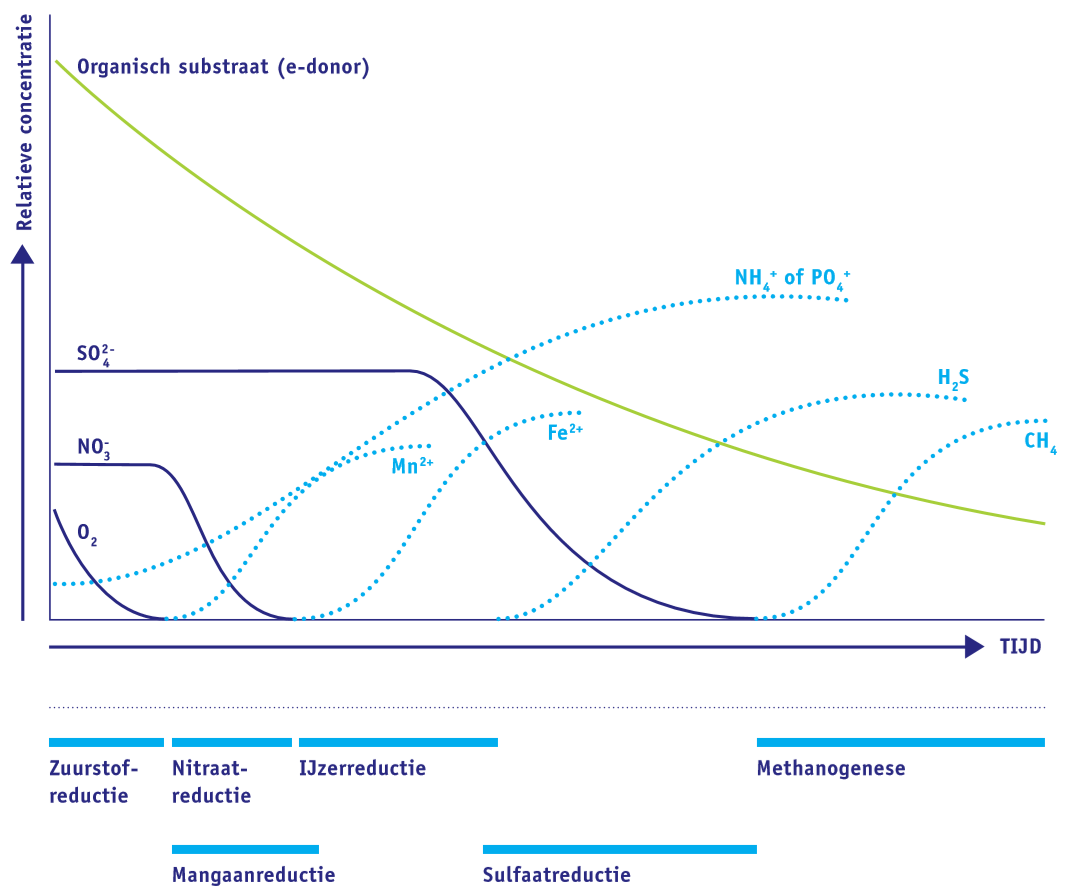 Relatieve concentratie
Organisch substraat (e-donor)
NH₄⁺ of PO₄⁺
SO₄²⁻
H₂S
Fe²⁺
CH₄
NO₃⁻
Mn²⁺
O₂
TIJD
Zuurstof-
reductie
Nitraat-
reductie
IJzerreductie
Methanogenese
Mangaanreductie
Sulfaatreductie